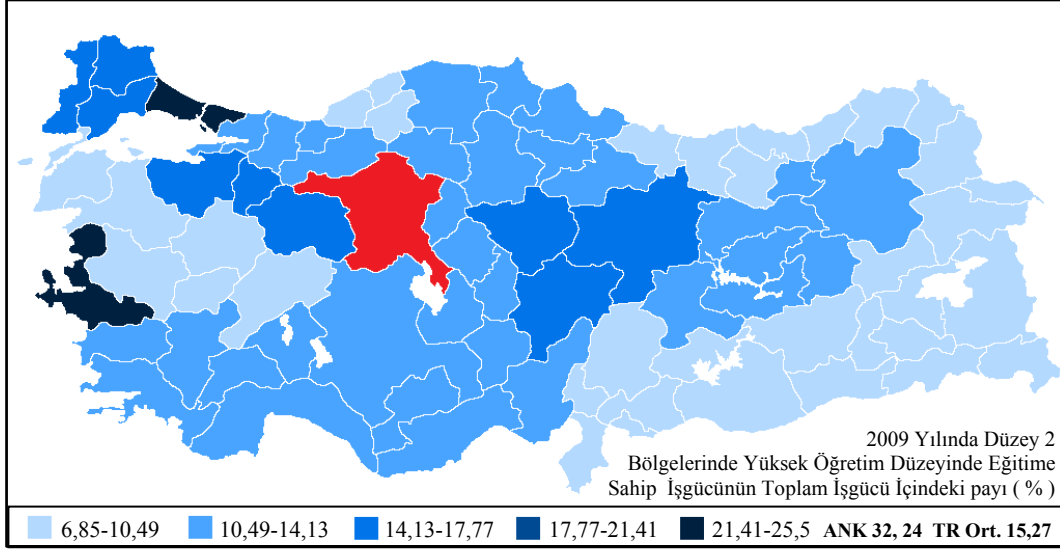 2009 Yılında Düzey 2
Bölgelerinde Yüksek Öğretim Düzeyinde Eğitime
Sahip İşgücünün Toplam İşgücü İçindeki payı ( % )
6,85-10,49 10,49-14,13 14,13-17,77 17,77-21,41 21,41-25,5 ANK 32, 24 TR Ort. 15,27